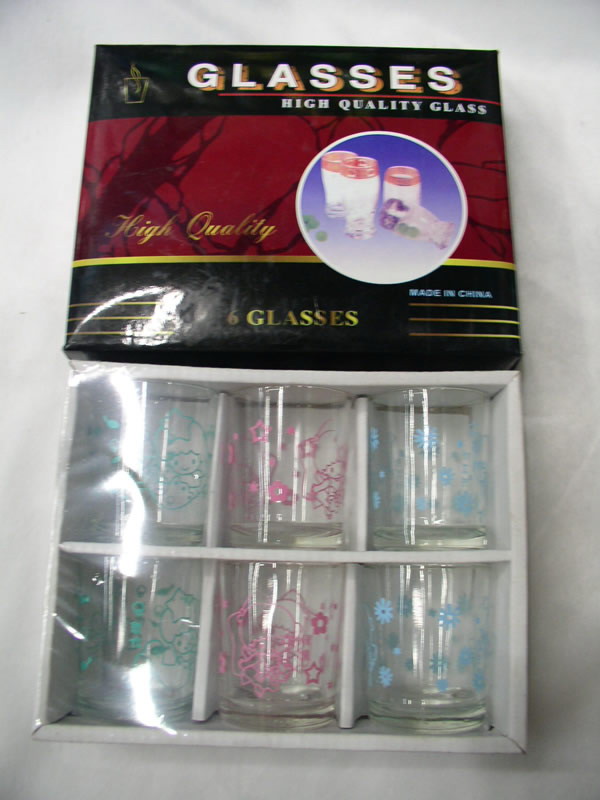 GLASSES
HIGH QUALITY GLASS
High Quality
MADE IN CHINA
6 GLASSES